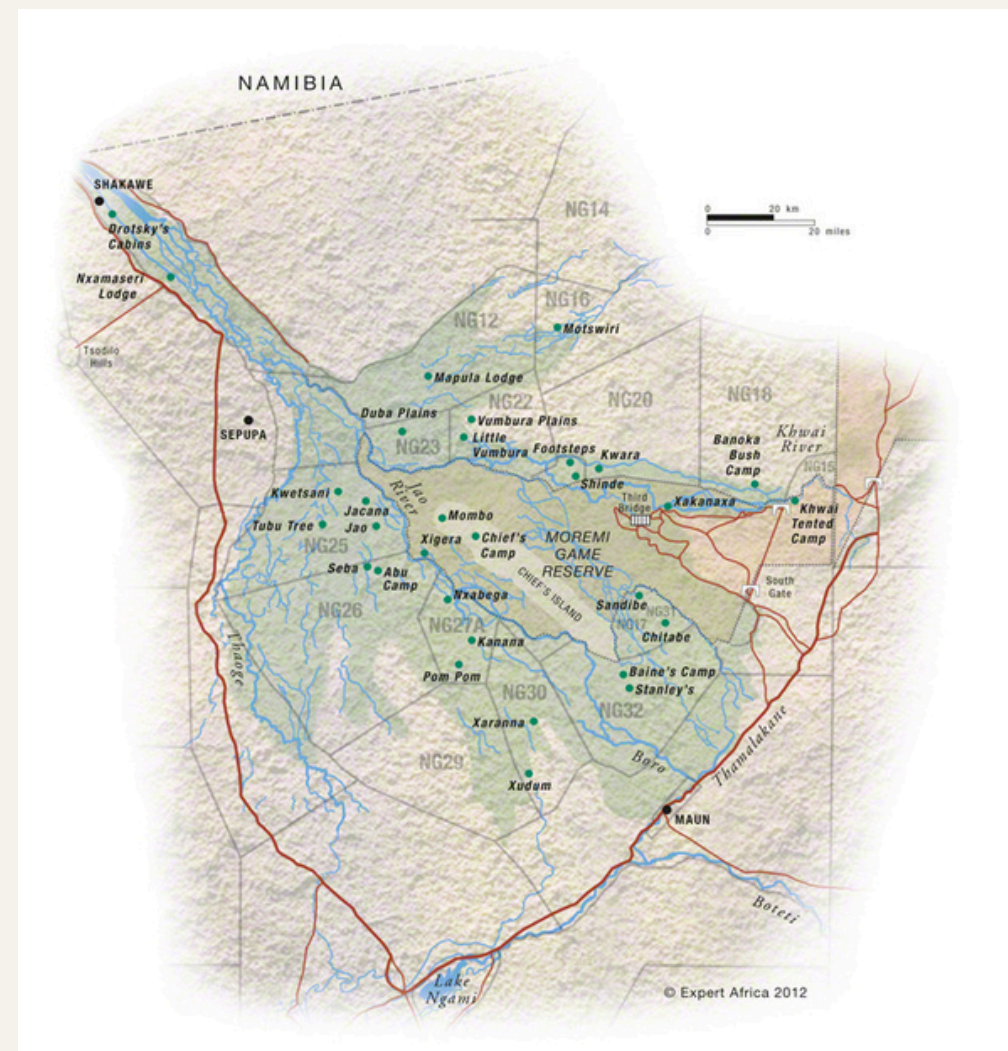 NAMIBIA
SHAKAWE
Drotsky's
Cabins
NG14
0 20 km
0 20 miles
Nxamaseri
Lodge
NG16
NG12
Motswiri
Tsodilo
Hills
Mapula Lodge
NG22
NG20
NG18
Duba Plains
Vumbura Plains
SEPUPA
NG23
Little
Vumbura
Footsteps
Kwara
Banoka
Bush
Camp
Khwai
River
NG15
Shinde
Kwetsani
Jao
River
Jacana
Third
Bridge
Xakanaxa
Khwai
Tented
Camp
Tubu Tree
Jao
Mombo
NG25
Xigera
Chief's
Camp
MOREMI
GAME
RESERVE
Seba
Abu
Camp
CHIEF'S ISLAND
South
Gate
NG26
Nxabega
Sandibe
NG31
NG17
NG27A
Chitabe
Thaoge
Kanana
Pom Pom
Baine's Camp
Stanley's
NG30
NG32
Xaranna
NG29
Boro
Thamalakane
Xudum
MAUN
Boteti
Lake
Ngami
© Expert Africa 2012